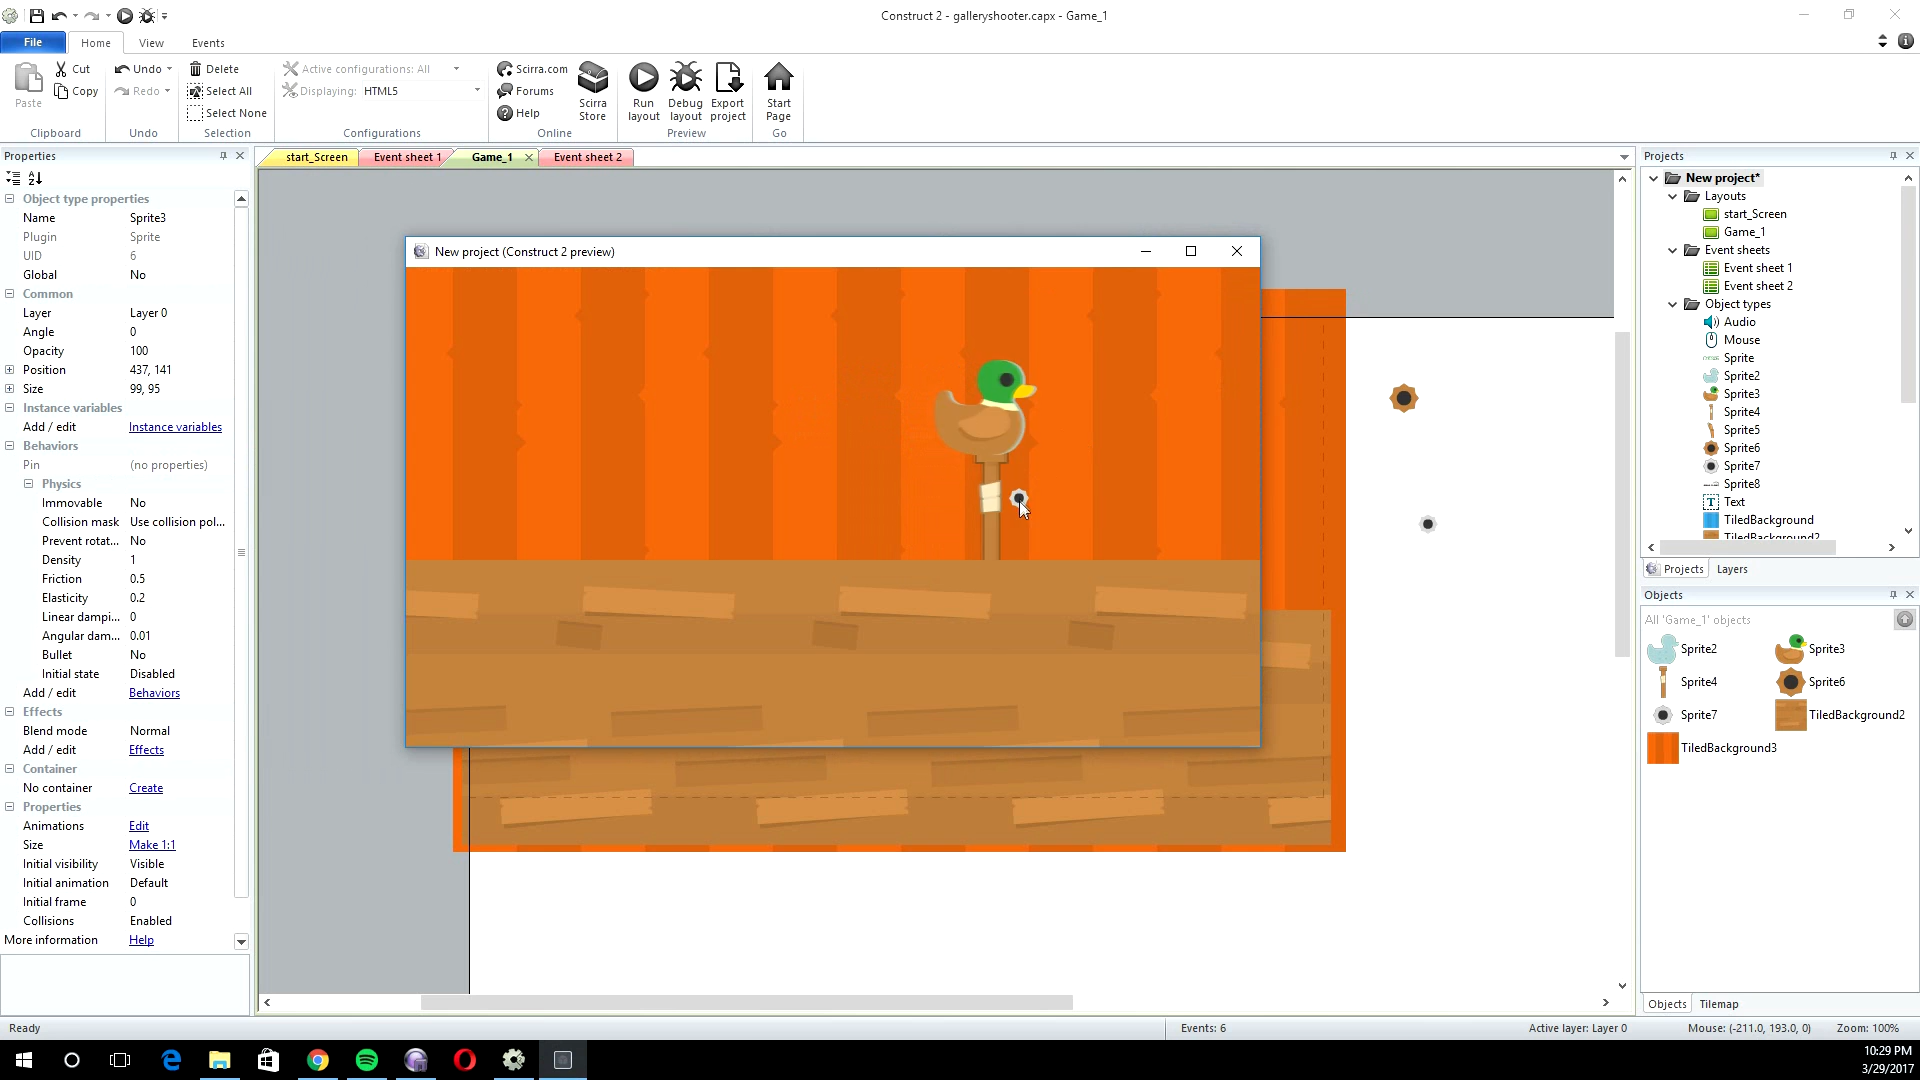 Construct 2 - galleryshooter.capx - Game_1
File
Home
View
Events
Paste
Cut
Copy
Clipboard
Undo
Redo
Undo
Delete
Select All
Select None
Selection
Active configurations: All
Displaying: HTML5
Configurations
Scirra.com
Forums
Help
Scirra Store
Online
Run layout
Debug layout
Export project
Preview
Start Page
Go
Properties
start_Screen
Event sheet 1
Game_1
Event sheet 2
Object type properties
Name Sprite3
Plugin Sprite
UID 6
Global No
Common
Layer Layer 0
Angle 0
Opacity 100
Position 437, 141
Size 99, 95
Instance variables
Add / edit Instance variables
Behaviors
Pin (no properties)
Physics
Immovable No
Collision mask Use collision pol...
Prevent rotat... No
Density 1
Friction 0.5
Elasticity 0.2
Linear dampi... 0
Angular dam... 0.01
Bullet No
Initial state Disabled
Add / edit Behaviors
Effects
Blend mode Normal
Add / edit Effects
Container
No container Create
Properties
Animations Edit
Size Make 1:1
Initial visibility Visible
Initial animation Default
Initial frame 0
Collisions Enabled
More information Help
New project (Construct 2 preview)
Projects
New project*
Layouts
start_Screen
Game_1
Event sheets
Event sheet 1
Event sheet 2
Object types
Audio
Mouse
Sprite
Sprite2
Sprite3
Sprite4
Sprite5
Sprite6
Sprite7
Sprite8
Text
TiledBackground
TiledBackground2
Projects
Layers
Objects
All 'Game_1' objects
Sprite2
Sprite3
Sprite4
Sprite6
Sprite7
TiledBackground2
TiledBackground3
Objects
Tilemap
Ready
Events: 6
Active layer: Layer 0
Mouse: (-211.0, 193.0, 0)
Zoom: 100%
10:29 PM
3/29/2017